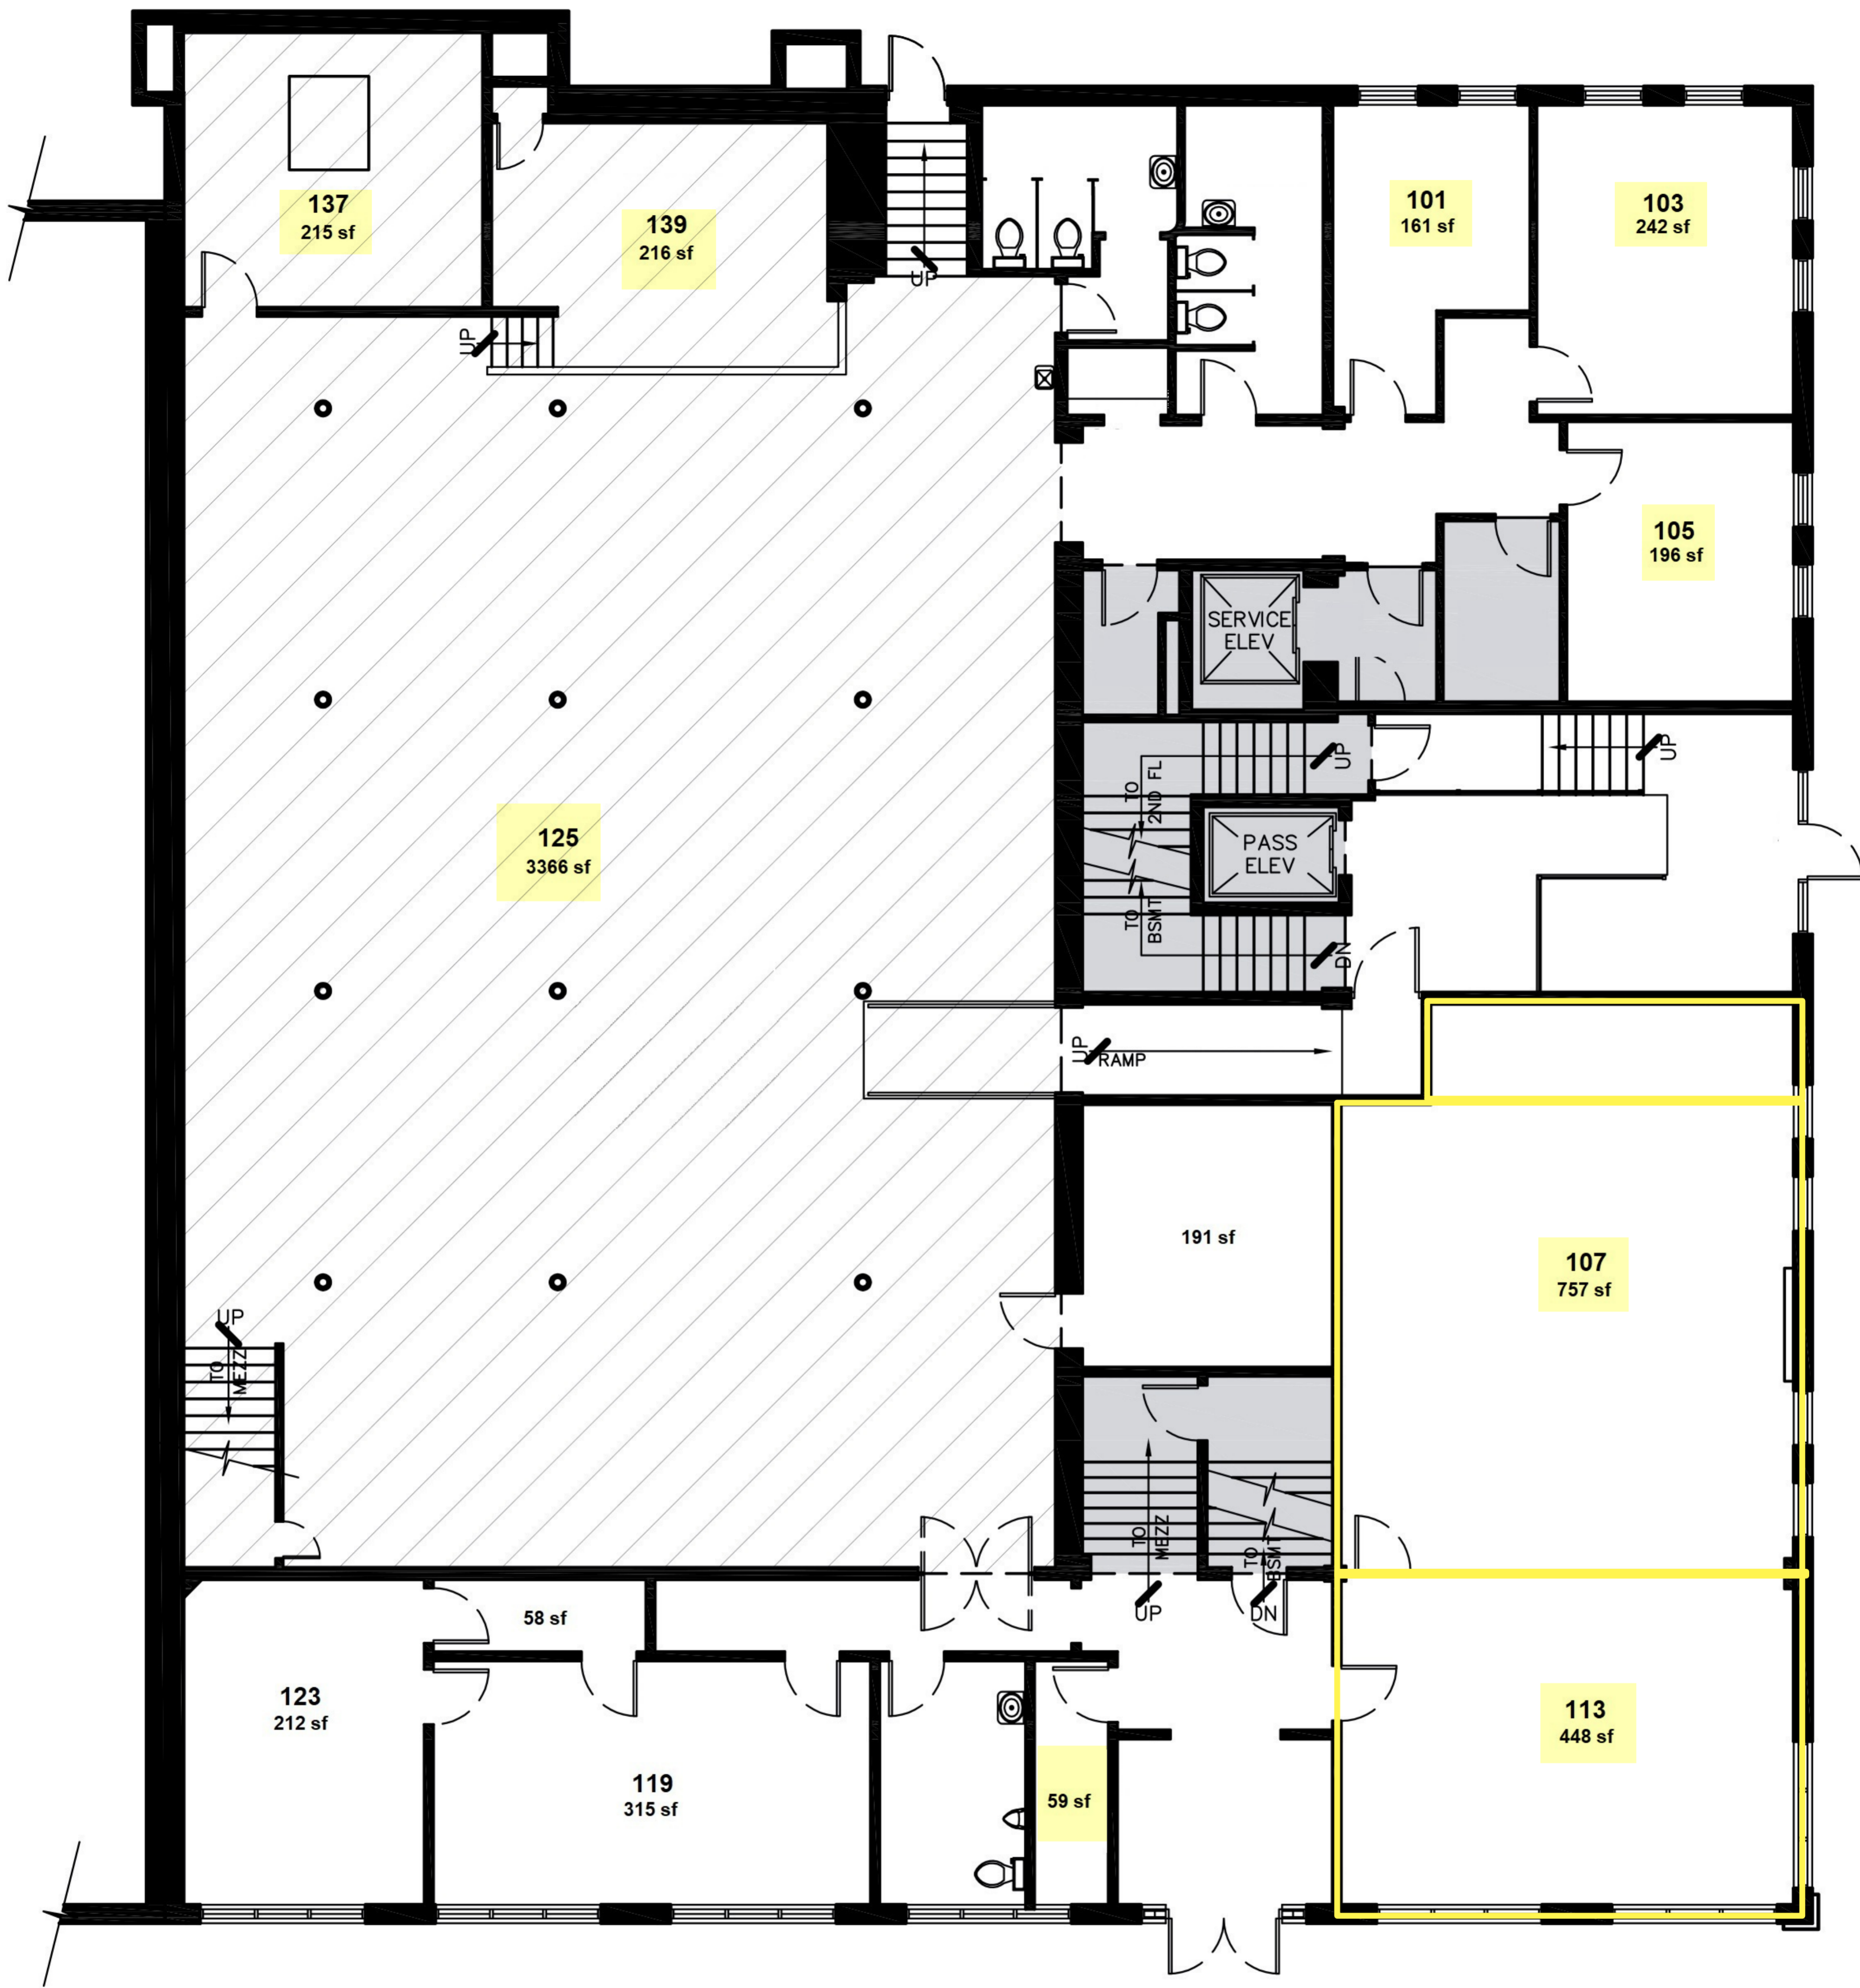 137
215 sf
139
216 sf
101
161 sf
103
242 sf
UP
UP
105
196 sf
SERVICE
ELEV
UP
UP
TO
2ND FL
125
3366 sf
PASS
ELEV
TO
BSMT
DN
UP
RAMP
191 sf
107
757 sf
UP
TO
MEZZ
TO
MEZZ
TO
BSMT
UP
DN
58 sf
123
212 sf
119
315 sf
59 sf
113
448 sf